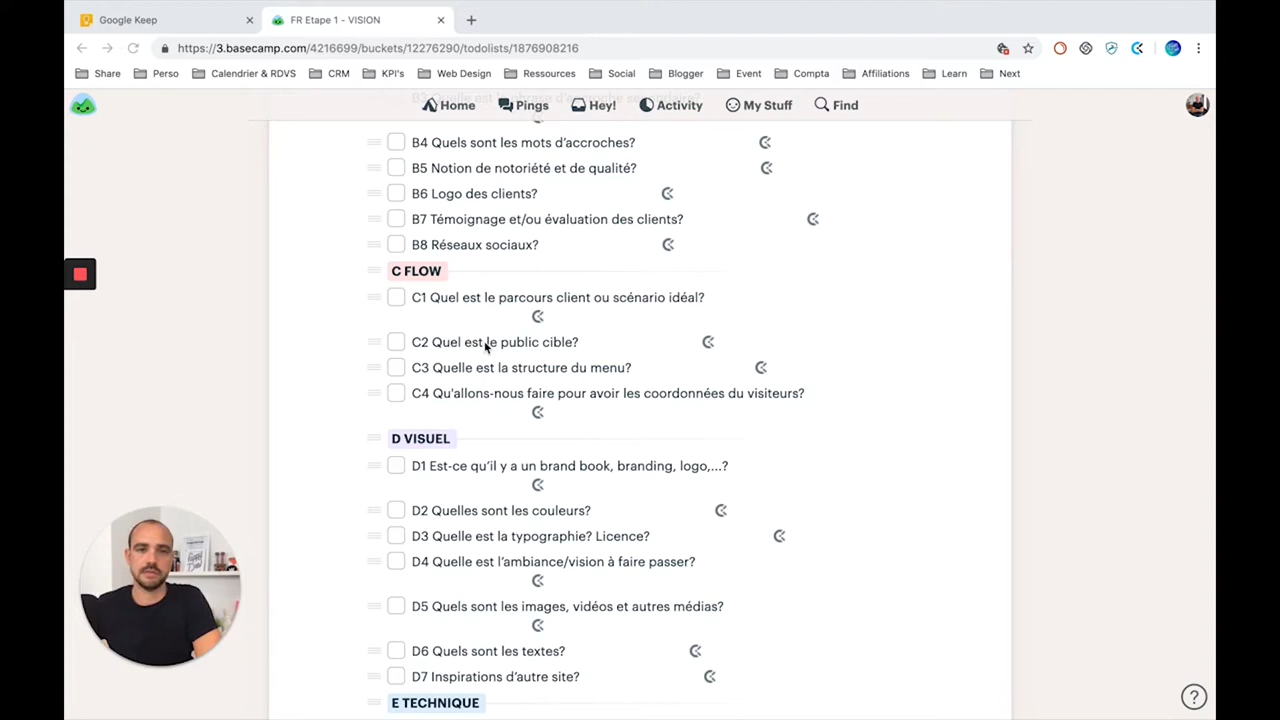 Google Keep
FR Etape 1 - VISION
https://3.basecamp.com/4216699/buckets/12276290/todolists/1876908216
Share Perso Calendrier & RDVS CRM KPI's Web Design Ressources Social Blogger Event Compta Affiliations Learn Next
Home Pings Hey! Activity My Stuff Find
B4 Quels sont les mots d'accroches?
B5 Notion de notoriété et de qualité?
B6 Logo des clients?
B7 Témoignage et/ou évaluation des clients?
B8 Réseaux sociaux?
C FLOW
C1 Quel est le parcours client ou scénario idéal?
C2 Quel est le public cible?
C3 Quelle est la structure du menu?
C4 Qu'allons-nous faire pour avoir les coordonnées du visiteurs?
D VISUEL
D1 Est-ce qu'il y a un brand book, branding, logo,...?
D2 Quelles sont les couleurs?
D3 Quelle est la typographie? Licence?
D4 Quelle est l'ambiance/vision à faire passer?
D5 Quels sont les images, vidéos et autres médias?
D6 Quels sont les textes?
D7 Inspirations d'autre site?
E TECHNIQUE